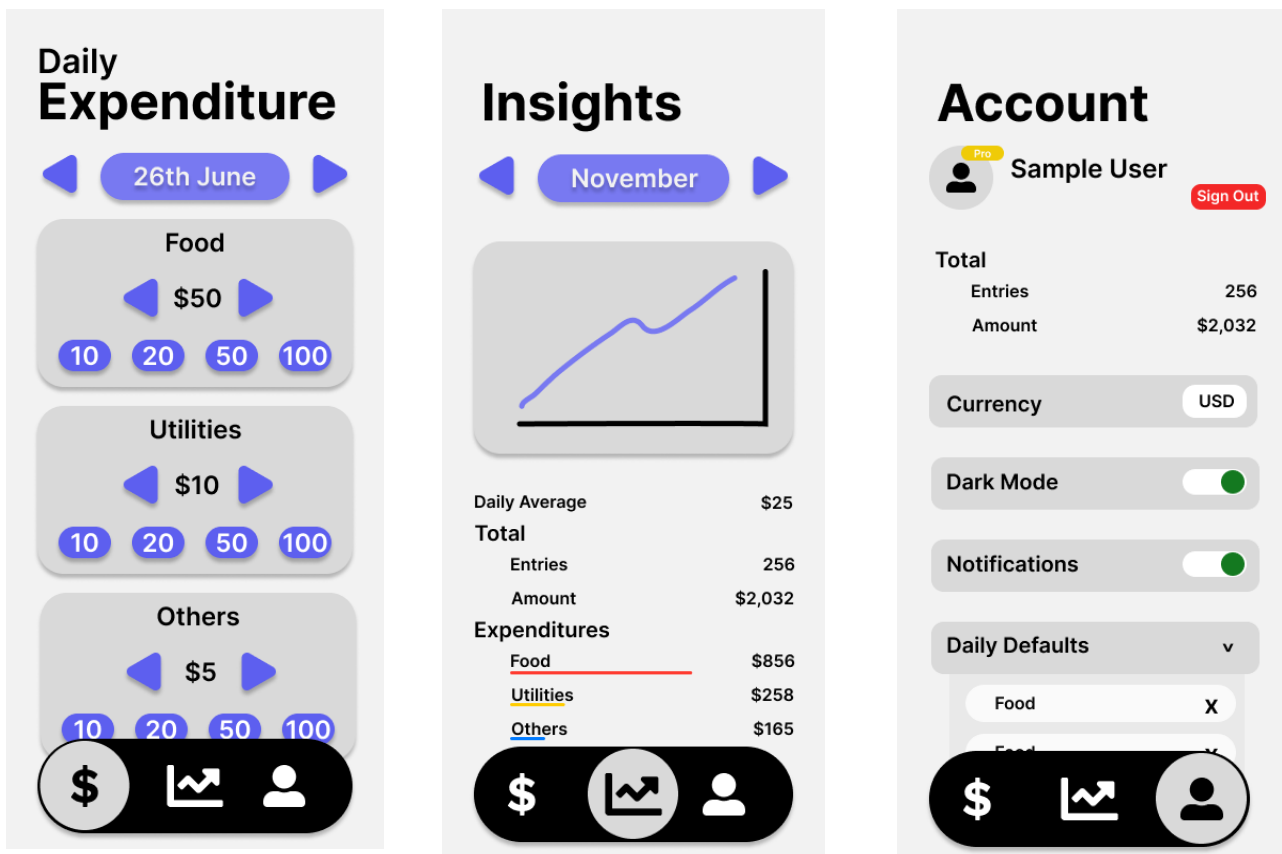 Daily
Expenditure
26th June
Food
$50
10 20 50 100
Utilities
$10
10 20 50 100
Others
$5
10 20 50 100
$
Insights
November
Daily Average $25
Total
Entries 256
Amount $2,032
Expenditures
Food $856
Utilities $258
Others $165
$
Account
Pro
Sample User
Sign Out
Total
Entries 256
Amount $2,032
Currency USD
Dark Mode
Notifications
Daily Defaults v
Food X
Food X
$